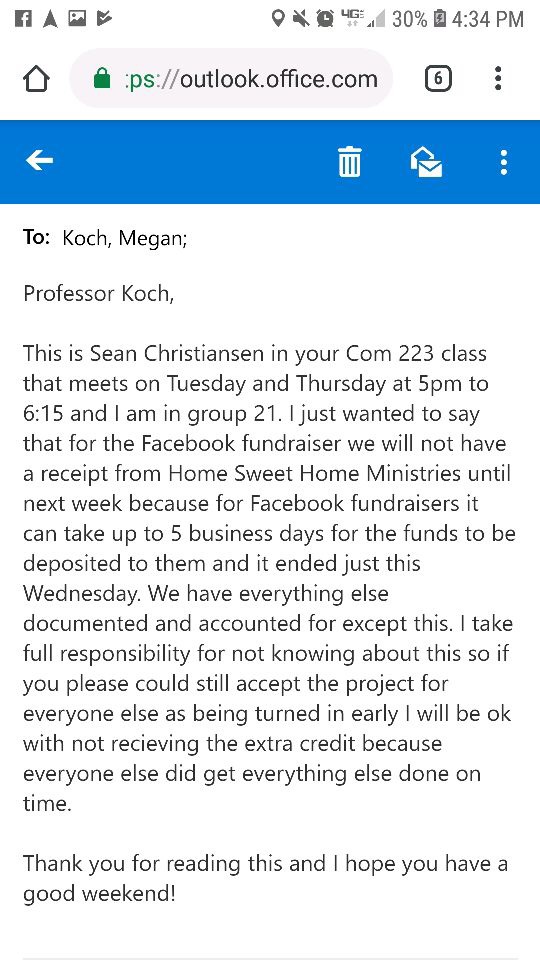 4GE 30% 4:34 PM
:ps://outlook.office.com 6
To: Koch, Megan;
Professor Koch,
This is Sean Christiansen in your Com 223 class
that meets on Tuesday and Thursday at 5pm to
6:15 and I am in group 21. I just wanted to say
that for the Facebook fundraiser we will not have
a receipt from Home Sweet Home Ministries until
next week because for Facebook fundraisers it
can take up to 5 business days for the funds to be
deposited to them and it ended just this
Wednesday. We have everything else
documented and accounted for except this. I take
full responsibility for not knowing about this so if
you please could still accept the project for
everyone else as being turned in early I will be ok
with not recieving the extra credit because
everyone else did get everything else done on
time.
Thank you for reading this and I hope you have a
good weekend!